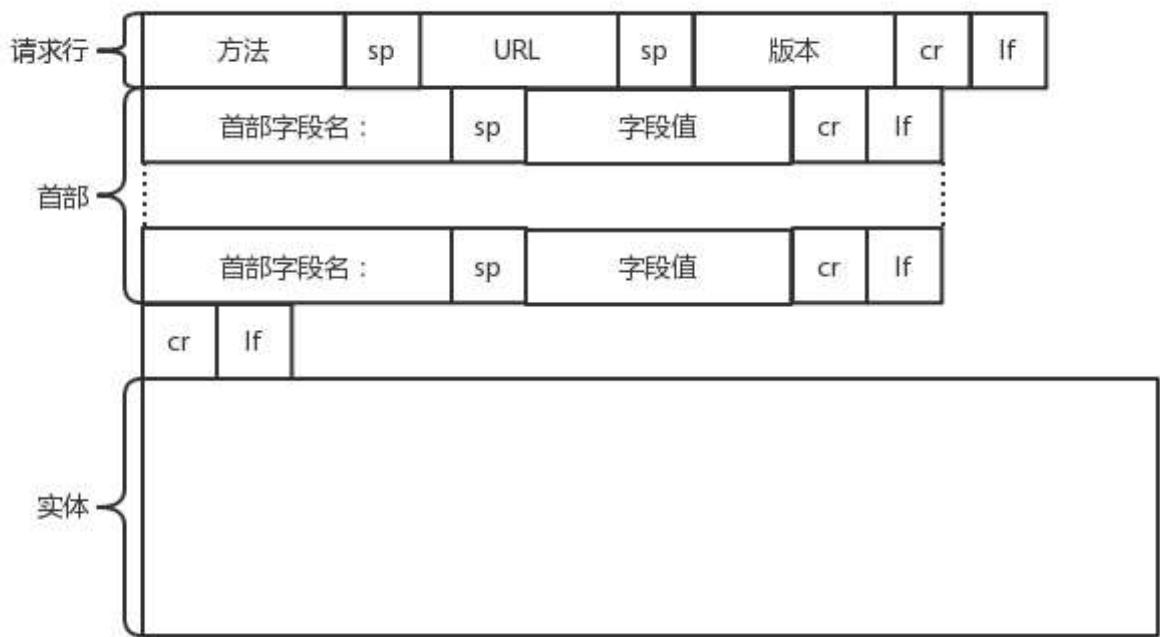 请求行 方法 sp URL sp 版本 cr lf
首部字段名： sp 字段值 cr lf
首部
首部字段名： sp 字段值 cr lf
cr lf
实体